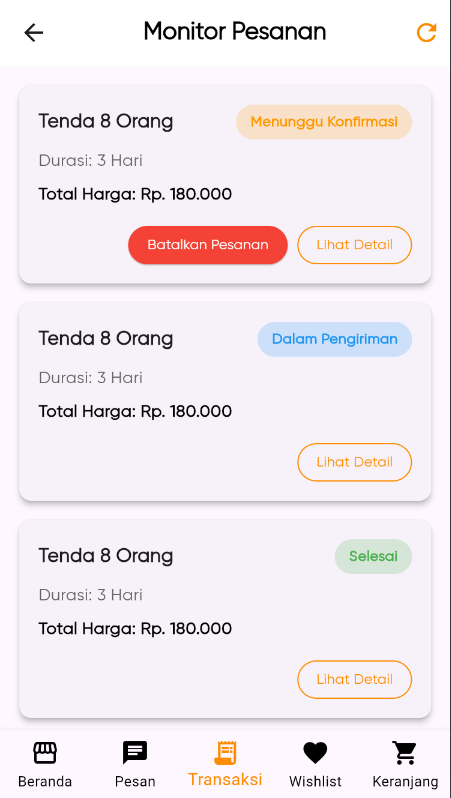 Monitor Pesanan
Tenda 8 Orang
Menunggu Konfirmasi
Durasi: 3 Hari
Total Harga: Rp. 180.000
Batalkan Pesanan
Lihat Detail
Tenda 8 Orang
Dalam Pengiriman
Durasi: 3 Hari
Total Harga: Rp. 180.000
Lihat Detail
Tenda 8 Orang
Selesai
Durasi: 3 Hari
Total Harga: Rp. 180.000
Lihat Detail
Beranda
Pesan
Transaksi
Wishlist
Keranjang